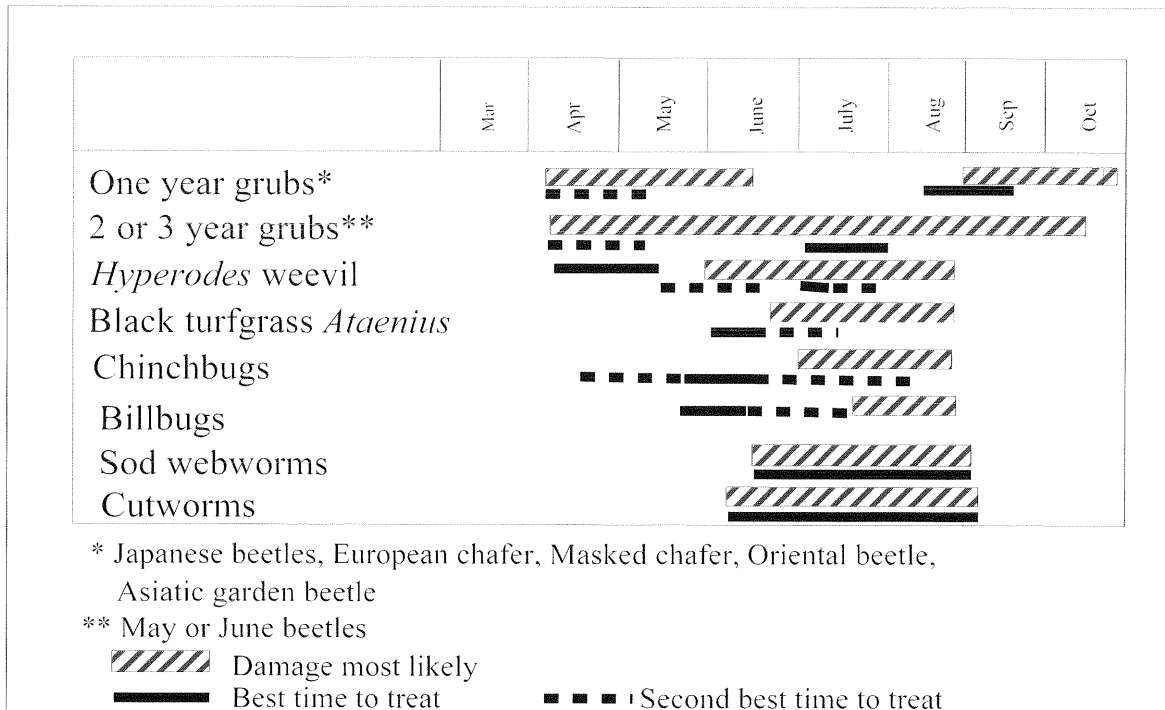 Mar Apr May June July Aug Sep Oct
One year grubs*
2 or 3 year grubs**
Hyperodes weevil
Black turfgrass Ataenius
Chinchbugs
Billbugs
Sod webworms
Cutworms
* Japanese beetles, European chafer, Masked chafer, Oriental beetle,
Asiatic garden beetle
** May or June beetles
Damage most likely
Best time to treat Second best time to treat